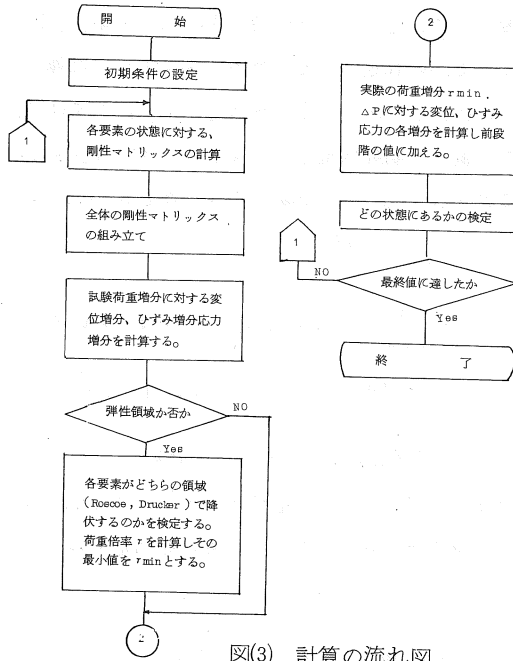 開 始
初期条件の設定
1
各要素の状態に対する、
剛性マトリックスの計算
全体の剛性マトリックス
の組み立て
試験荷重増分に対する変
位増分、ひずみ増分応力
増分を計算する。
弾性領域か否か
NO
Yes
各要素がどちらの領域
(Roscoe, Drucker)で降
伏するのかを検定する。
荷重倍率rを計算しその
最小値をrminとする。
2
2
実際の荷重増分rmin.
△Pに対する変位、ひずみ
応力の各増分を計算し前段
階の値に加える。
どの状態にあるかの検定
1
NO
最終値に達したか
Yes
終 了
図(3) 計算の流れ図